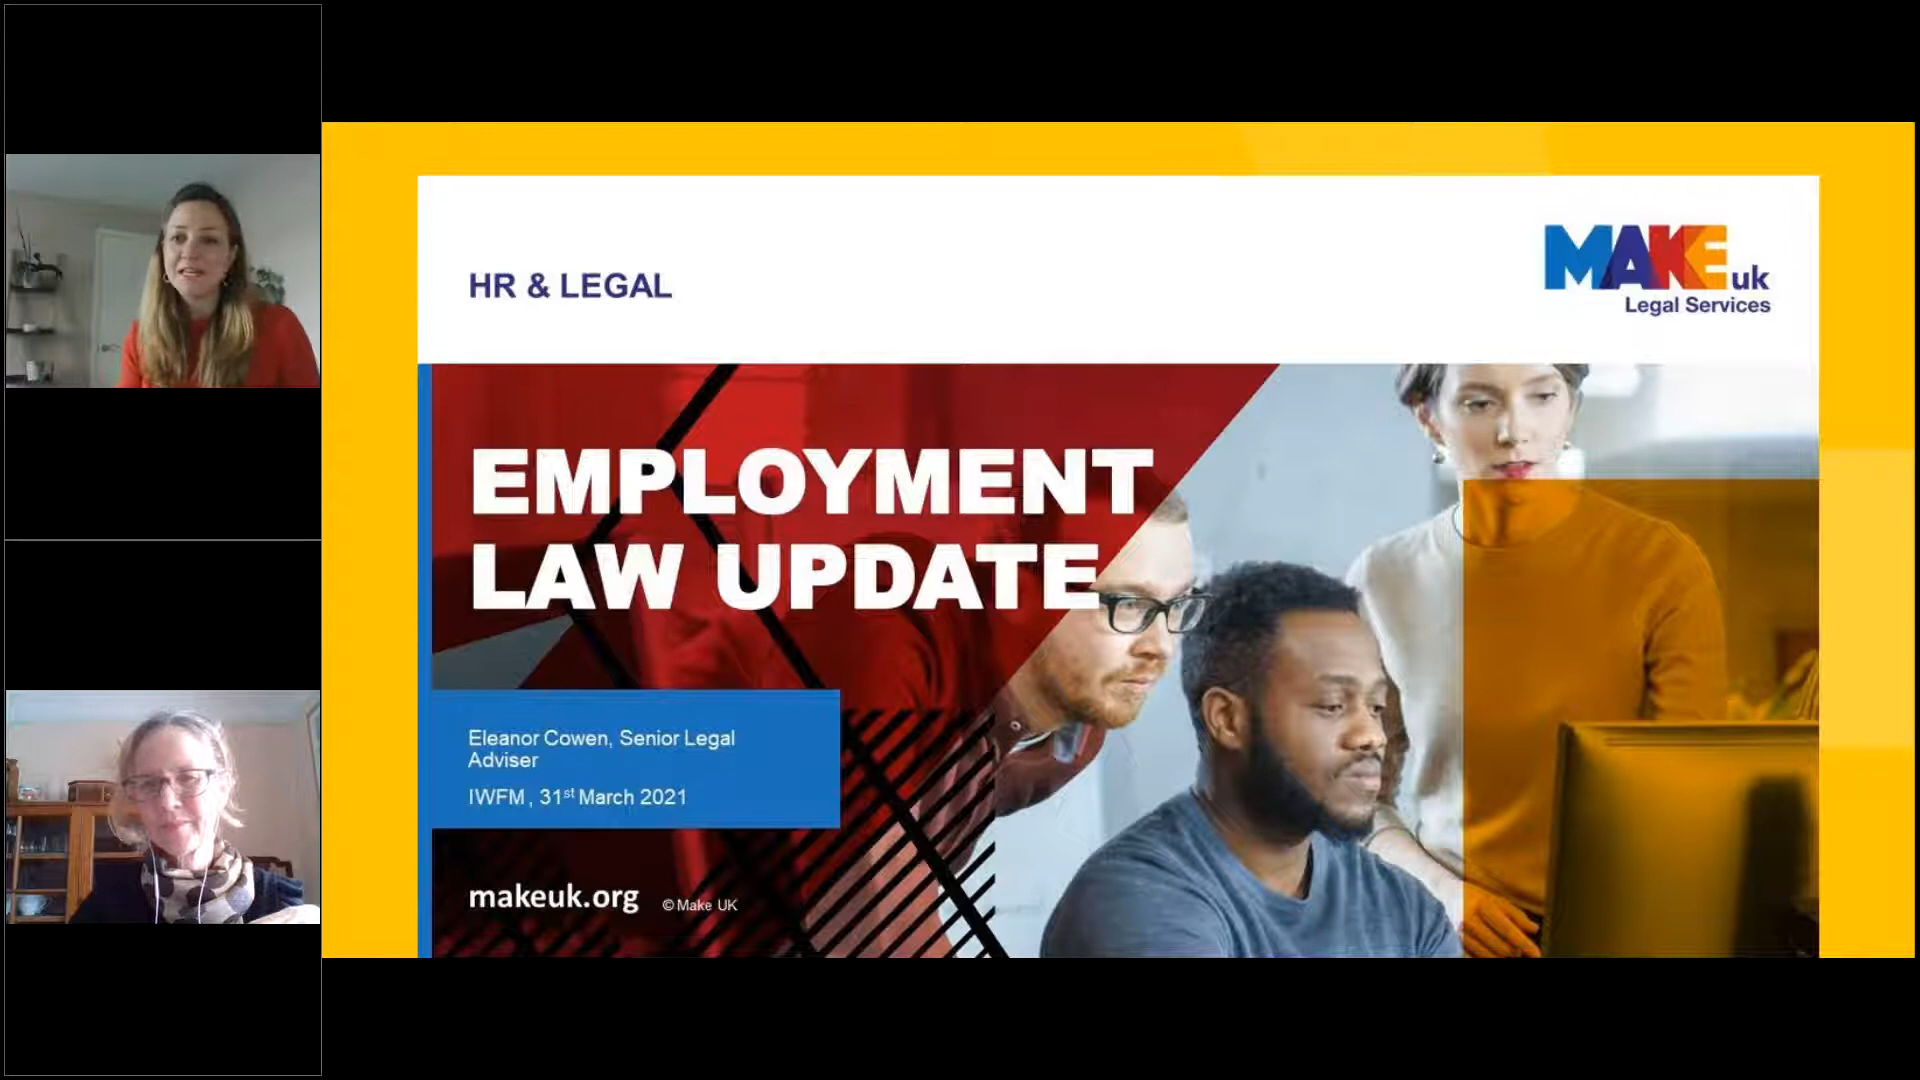 HR & LEGAL
MAKE uk
Legal Services
EMPLOYMENT
LAW UPDATE
Eleanor Cowen, Senior Legal
Adviser
IWFM , 31st March 2021
makeuk.org © Make UK